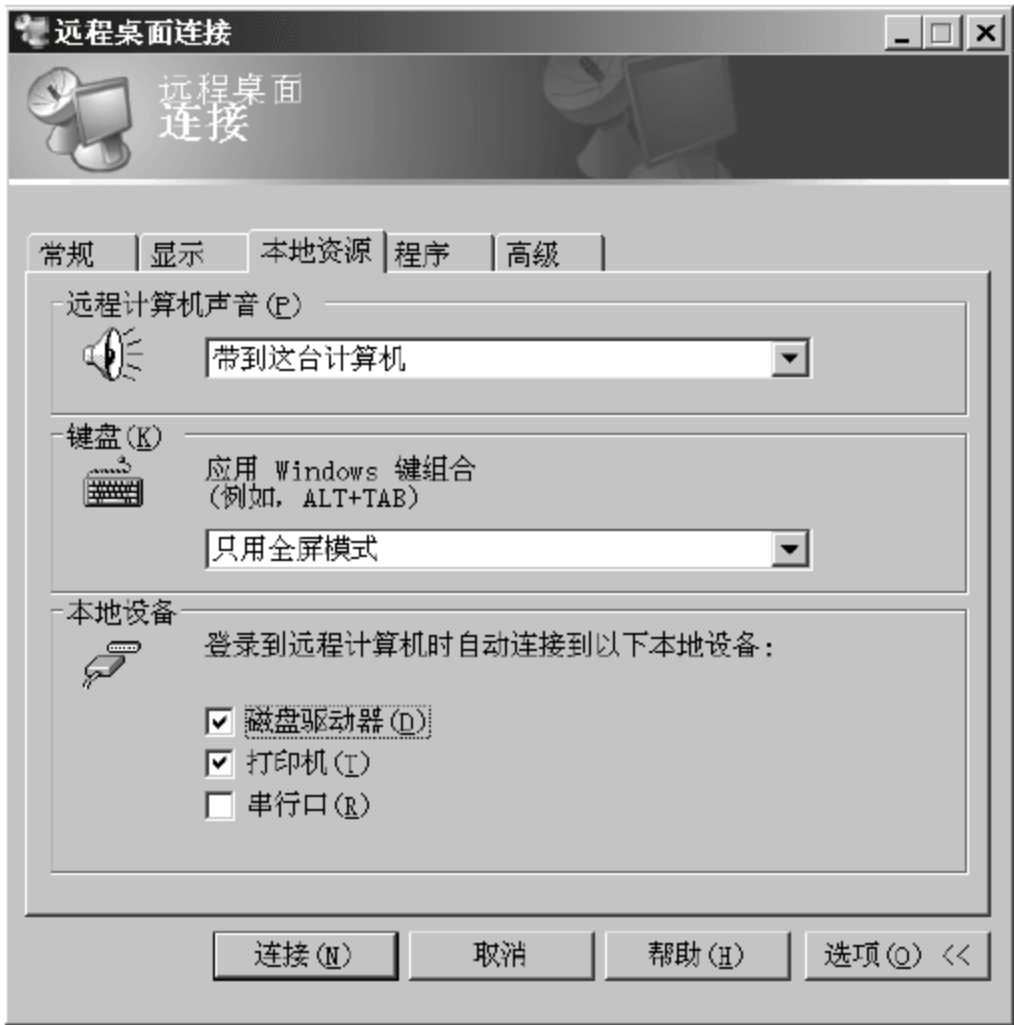 远程桌面连接
远程桌面
连接
常规 显示 本地资源 程序 高级
远程计算机声音(P)
带到这台计算机
键盘(K)
应用 Windows 键组合
(例如, ALT+TAB)
只用全屏模式
本地设备
登录到远程计算机时自动连接到以下本地设备:
磁盘驱动器(D)
打印机(T)
串行口(R)
连接(N) 取消 帮助(H) 选项(O) <<